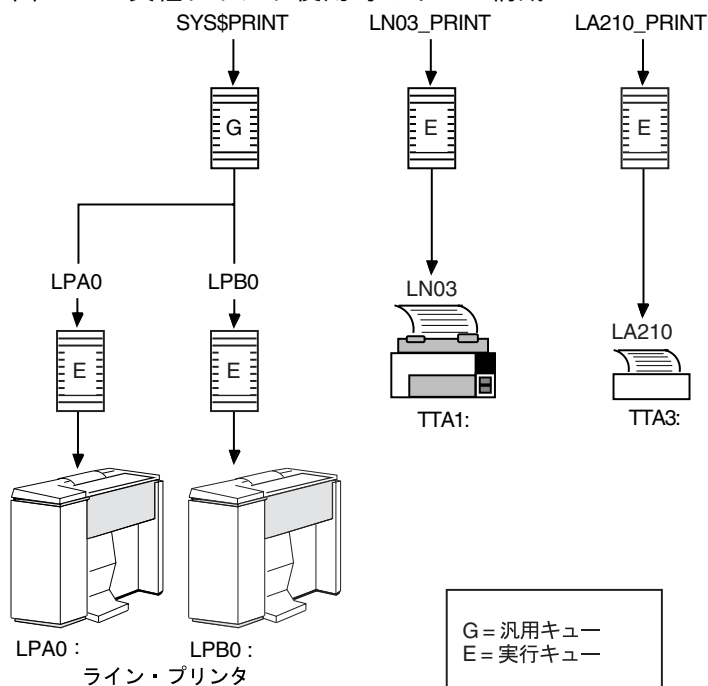 SYS$PRINT LN03_PRINT LA210_PRINT
G E E
LPA0 LPB0
LN03
LA210
E E
TTA1: TTA3:
LPA0 : LPB0 :
ライン・プリンタ
G = 汎用キュー
E = 実行キュー